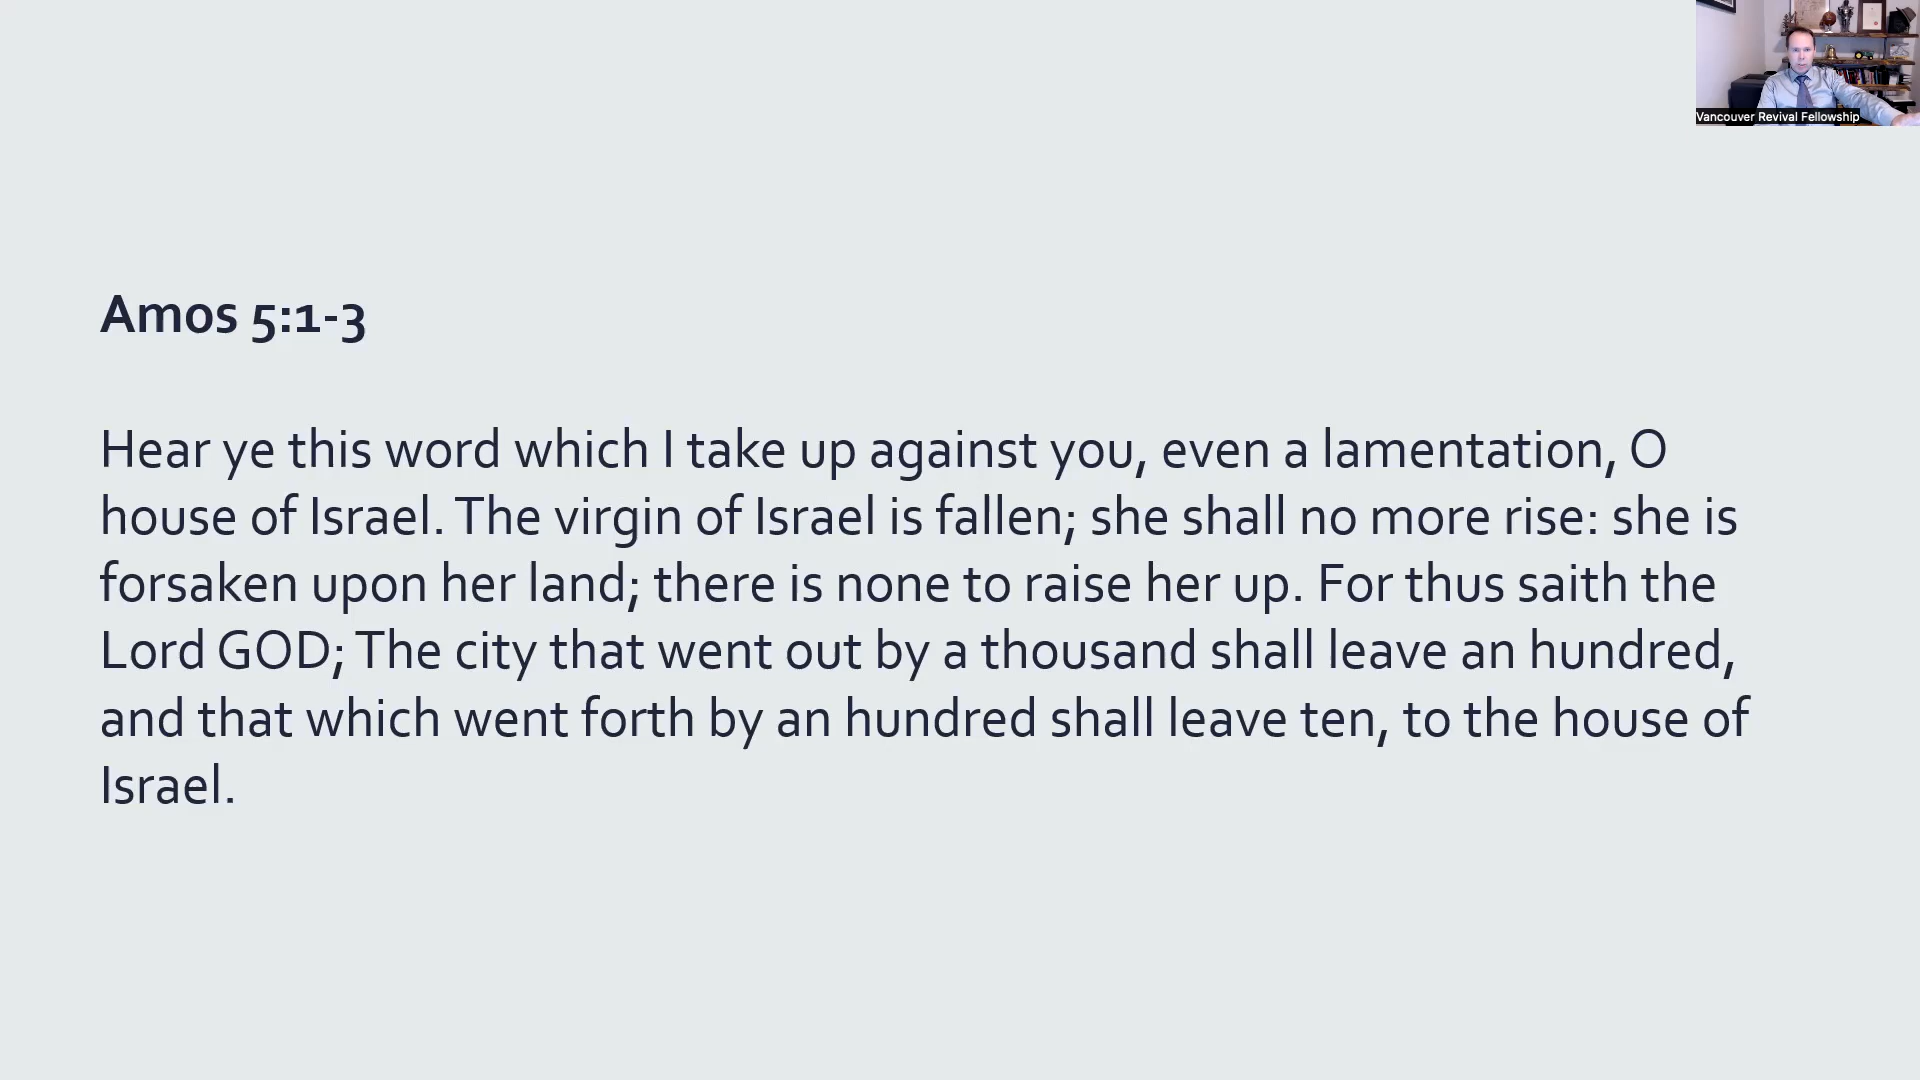 Vancouver Revival Fellowship
Amos 5:1-3
Hear ye this word which I take up against you, even a lamentation, O
house of Israel. The virgin of Israel is fallen; she shall no more rise: she is
forsaken upon her land; there is none to raise her up. For thus saith the
Lord GOD; The city that went out by a thousand shall leave an hundred,
and that which went forth by an hundred shall leave ten, to the house of
Israel.